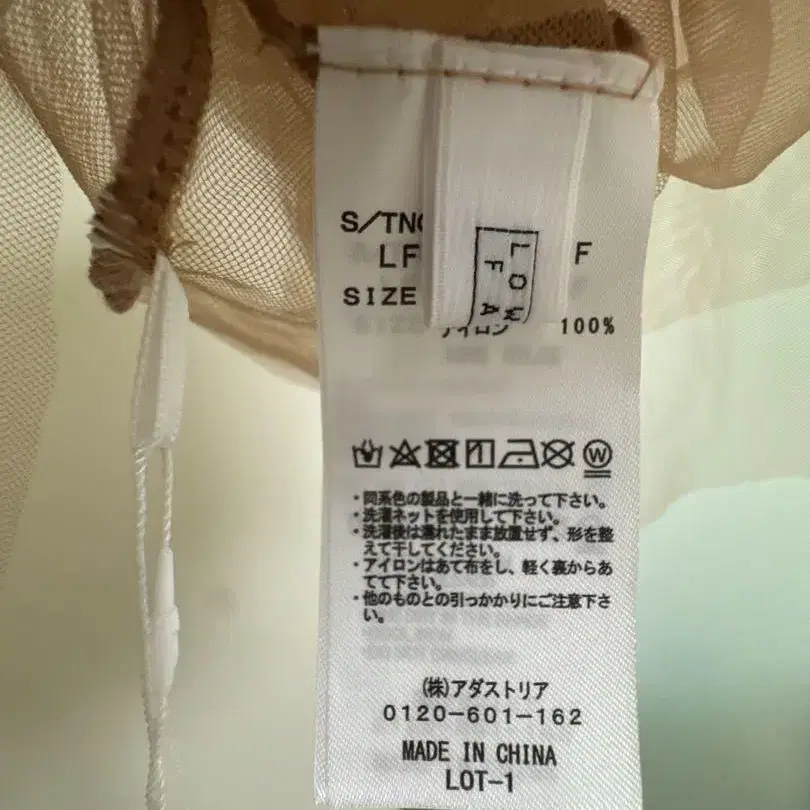 S/TNO
LF F
SIZE
LOW
FA
ナイロン 100%
W
・同系色の製品と一緒に洗って下さい。
・洗濯ネットを使用して下さい。
・洗濯後は濡れたまま放置せず、形を整
えて干してください。
・アイロンはあて布をし、軽く裏からあ
てて下さい。
・他のものとの引っかかりにご注意下さ
い。
(株)アダストリア
0120-601-162
MADE IN CHINA
LOT-1